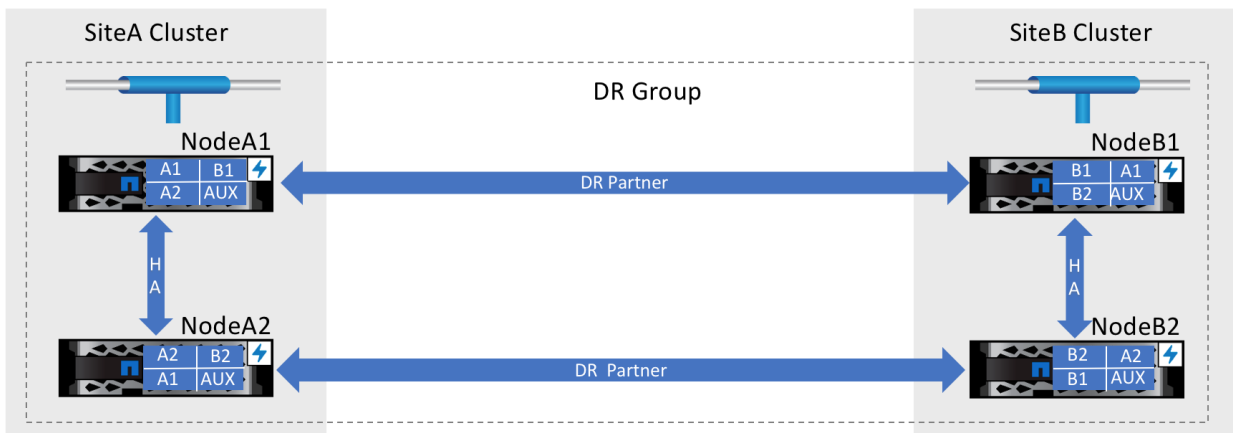 SiteA Cluster
SiteB Cluster
DR Group
NodeA1
A1 B1
A2 AUX
DR Partner
NodeB1
B1 A1
B2 AUX
H
A
H
A
NodeA2
A2 B2
A1 AUX
DR Partner
NodeB2
B2 A2
B1 AUX